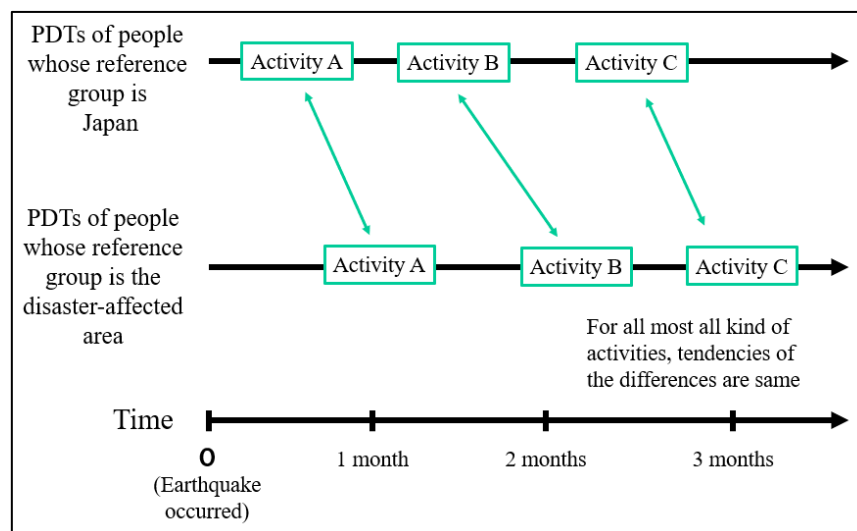 PDTs of people
whose reference
group is
Japan
Activity A
Activity B
Activity C
PDTs of people
whose reference
group is the
disaster-affected
area
Activity A
Activity B
Activity C
For all most all kind of
activities, tendencies of
the differences are same
Time
0
(Earthquake
occurred)
1 month
2 months
3 months